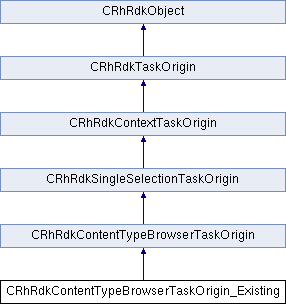 CRhRdkObject
CRhRdkTaskOrigin
CRhRdkContextTaskOrigin
CRhRdkSingleSelectionTaskOrigin
CRhRdkContentTypeBrowserTaskOrigin
CRhRdkContentTypeBrowserTaskOrigin_Existing